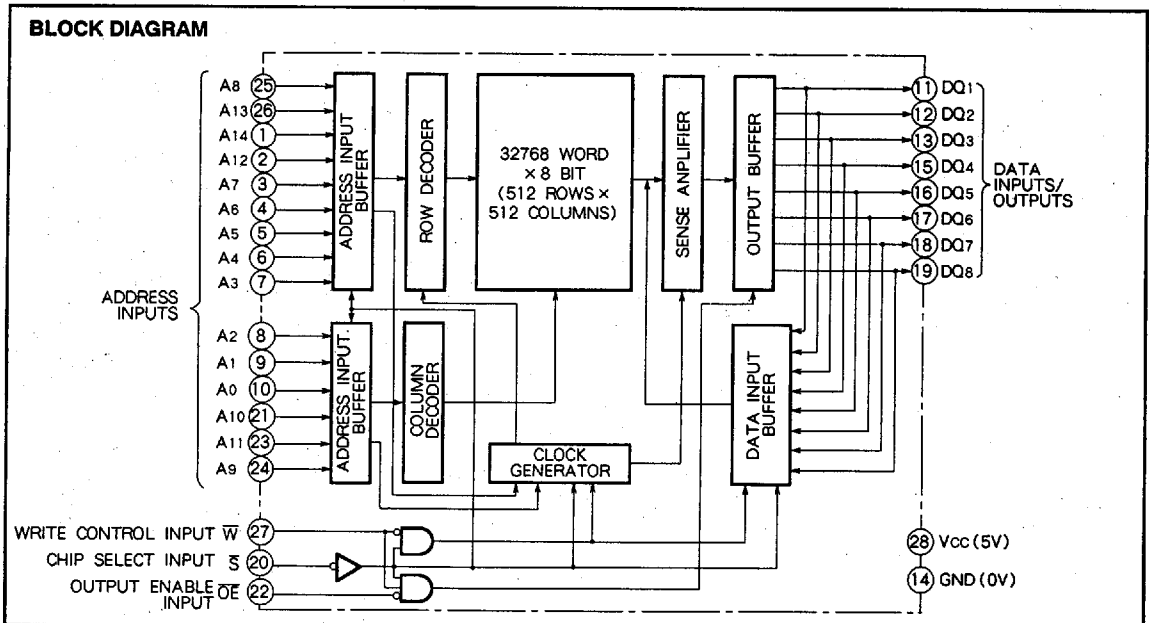 BLOCK DIAGRAM
ADDRESS INPUTS
A8 25
A13 26
A14 1
A12 2
A7 3
A6 4
A5 5
A4 6
A3 7
A2 8
A1 9
A0 10
A10 21
A11 23
A9 24
WRITE CONTROL INPUT W̅ 27
CHIP SELECT INPUT S̅ 20
OUTPUT ENABLE INPUT O̅E̅ 22
ADDRESS INPUT BUFFER
ROW DECODER
32768 WORD
× 8 BIT
(512 ROWS ×
512 COLUMNS)
SENSE ANPLIFIER
OUTPUT BUFFER
ADDRESS INPUT. BUFFER
COLUMN DECODER
CLOCK GENERATOR
DATA INPUT BUFFER
11 DQ1
12 DQ2
13 DQ3
15 DQ4
16 DQ5
17 DQ6
18 DQ7
19 DQ8
DATA
INPUTS/
OUTPUTS
28 Vcc (5V)
14 GND (0V)